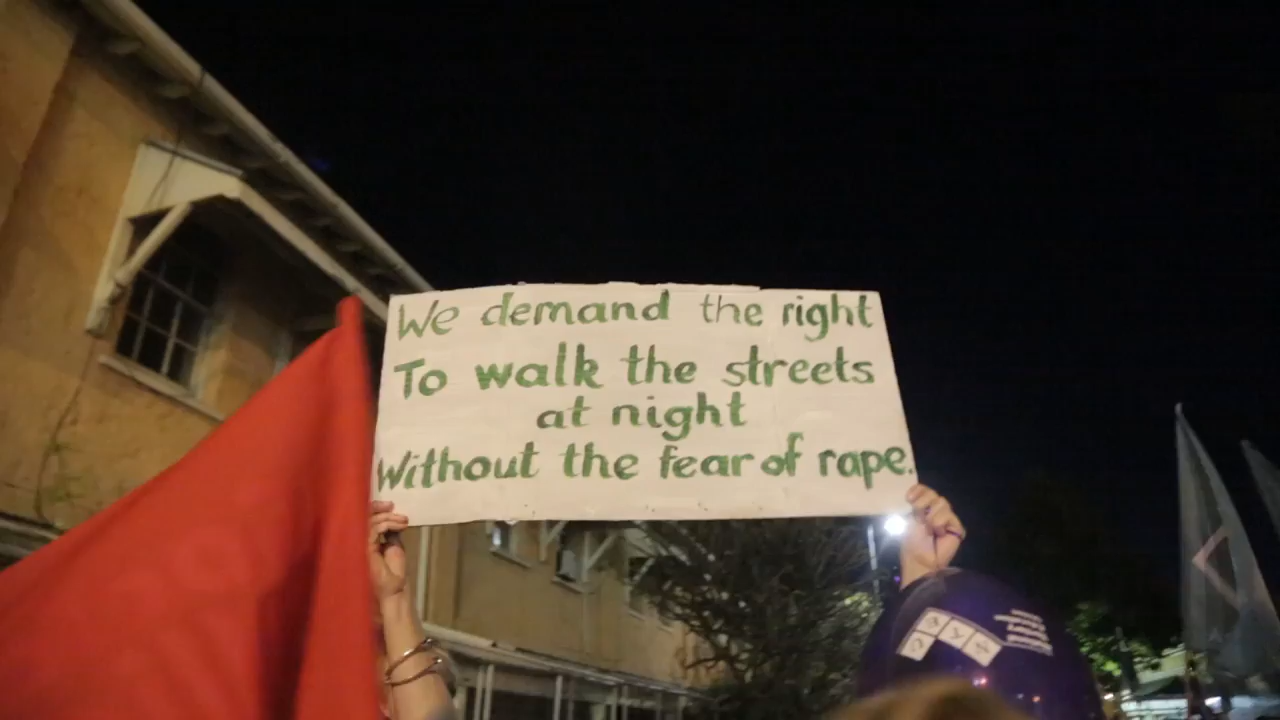 We demand the right
To walk the streets
at night
Without the fear of rape.